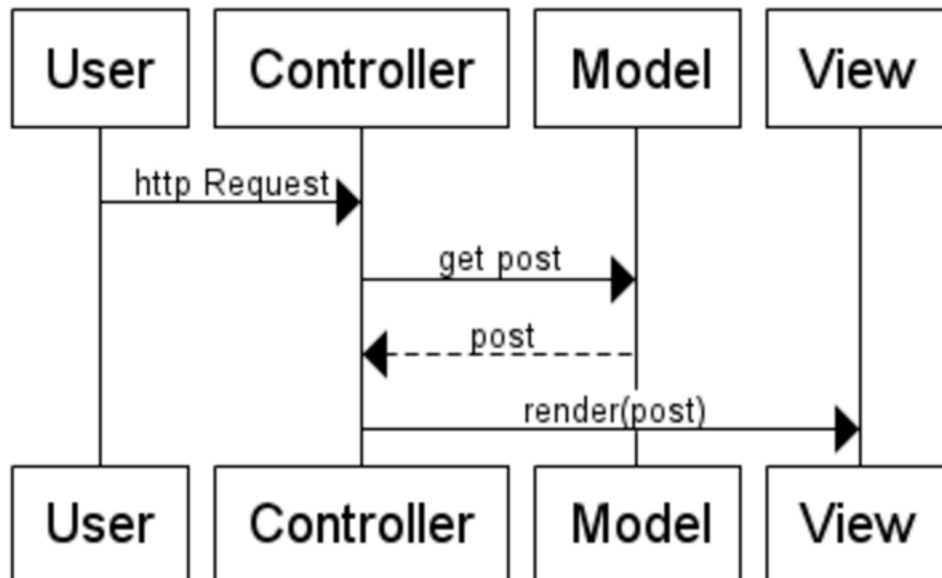 User Controller Model View
http Request
get post
post
render(post)
User Controller Model View